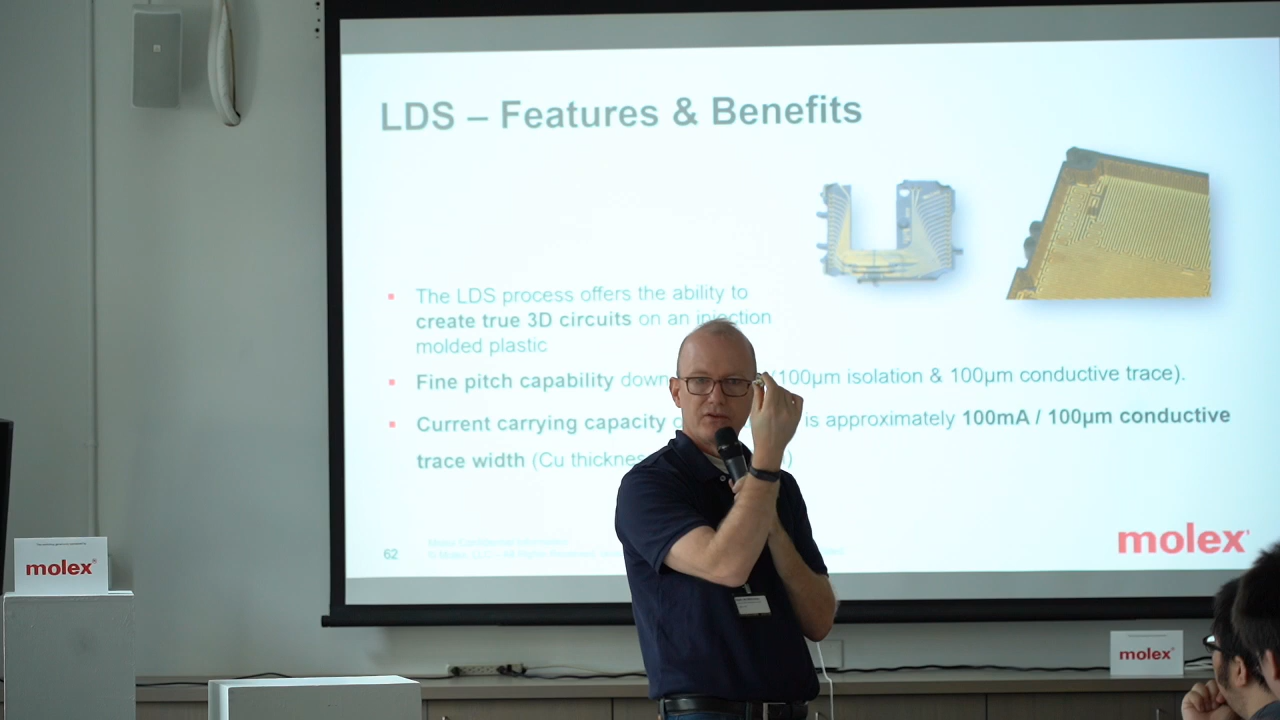 LDS – Features & Benefits
The LDS process offers the ability to
create true 3D circuits on an injection
molded plastic
Fine pitch capability down /100µm isolation & 100µm conductive trace).
Current carrying capacity is approximately 100mA / 100µm conductive
trace width (Cu )
62
molex
molex
molex